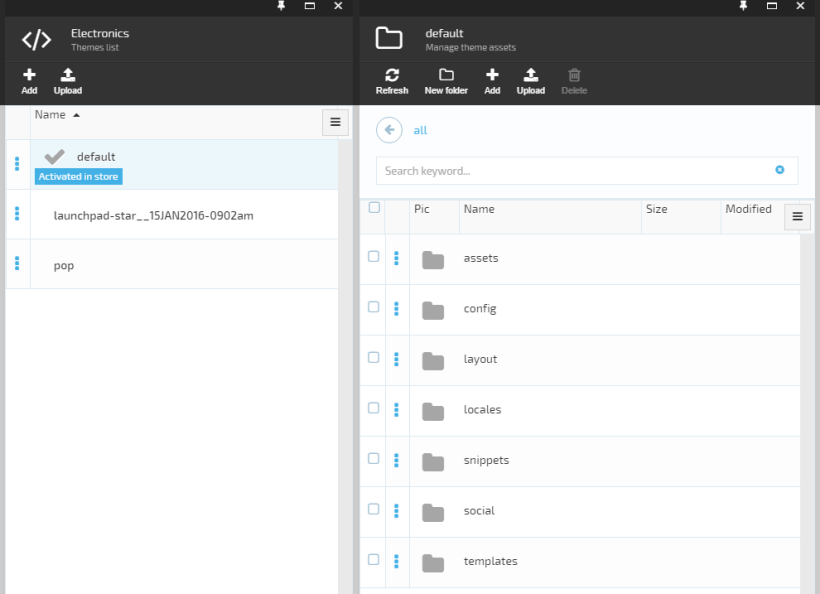 Electronics
Themes list
Add
Upload
Name
default
Activated in store
launchpad-star__15JAN2016-0902am
pop
default
Manage theme assets
Refresh
New folder
Add
Upload
Delete
all
Search keyword...
Pic
Name
Size
Modified
assets
config
layout
locales
snippets
social
templates